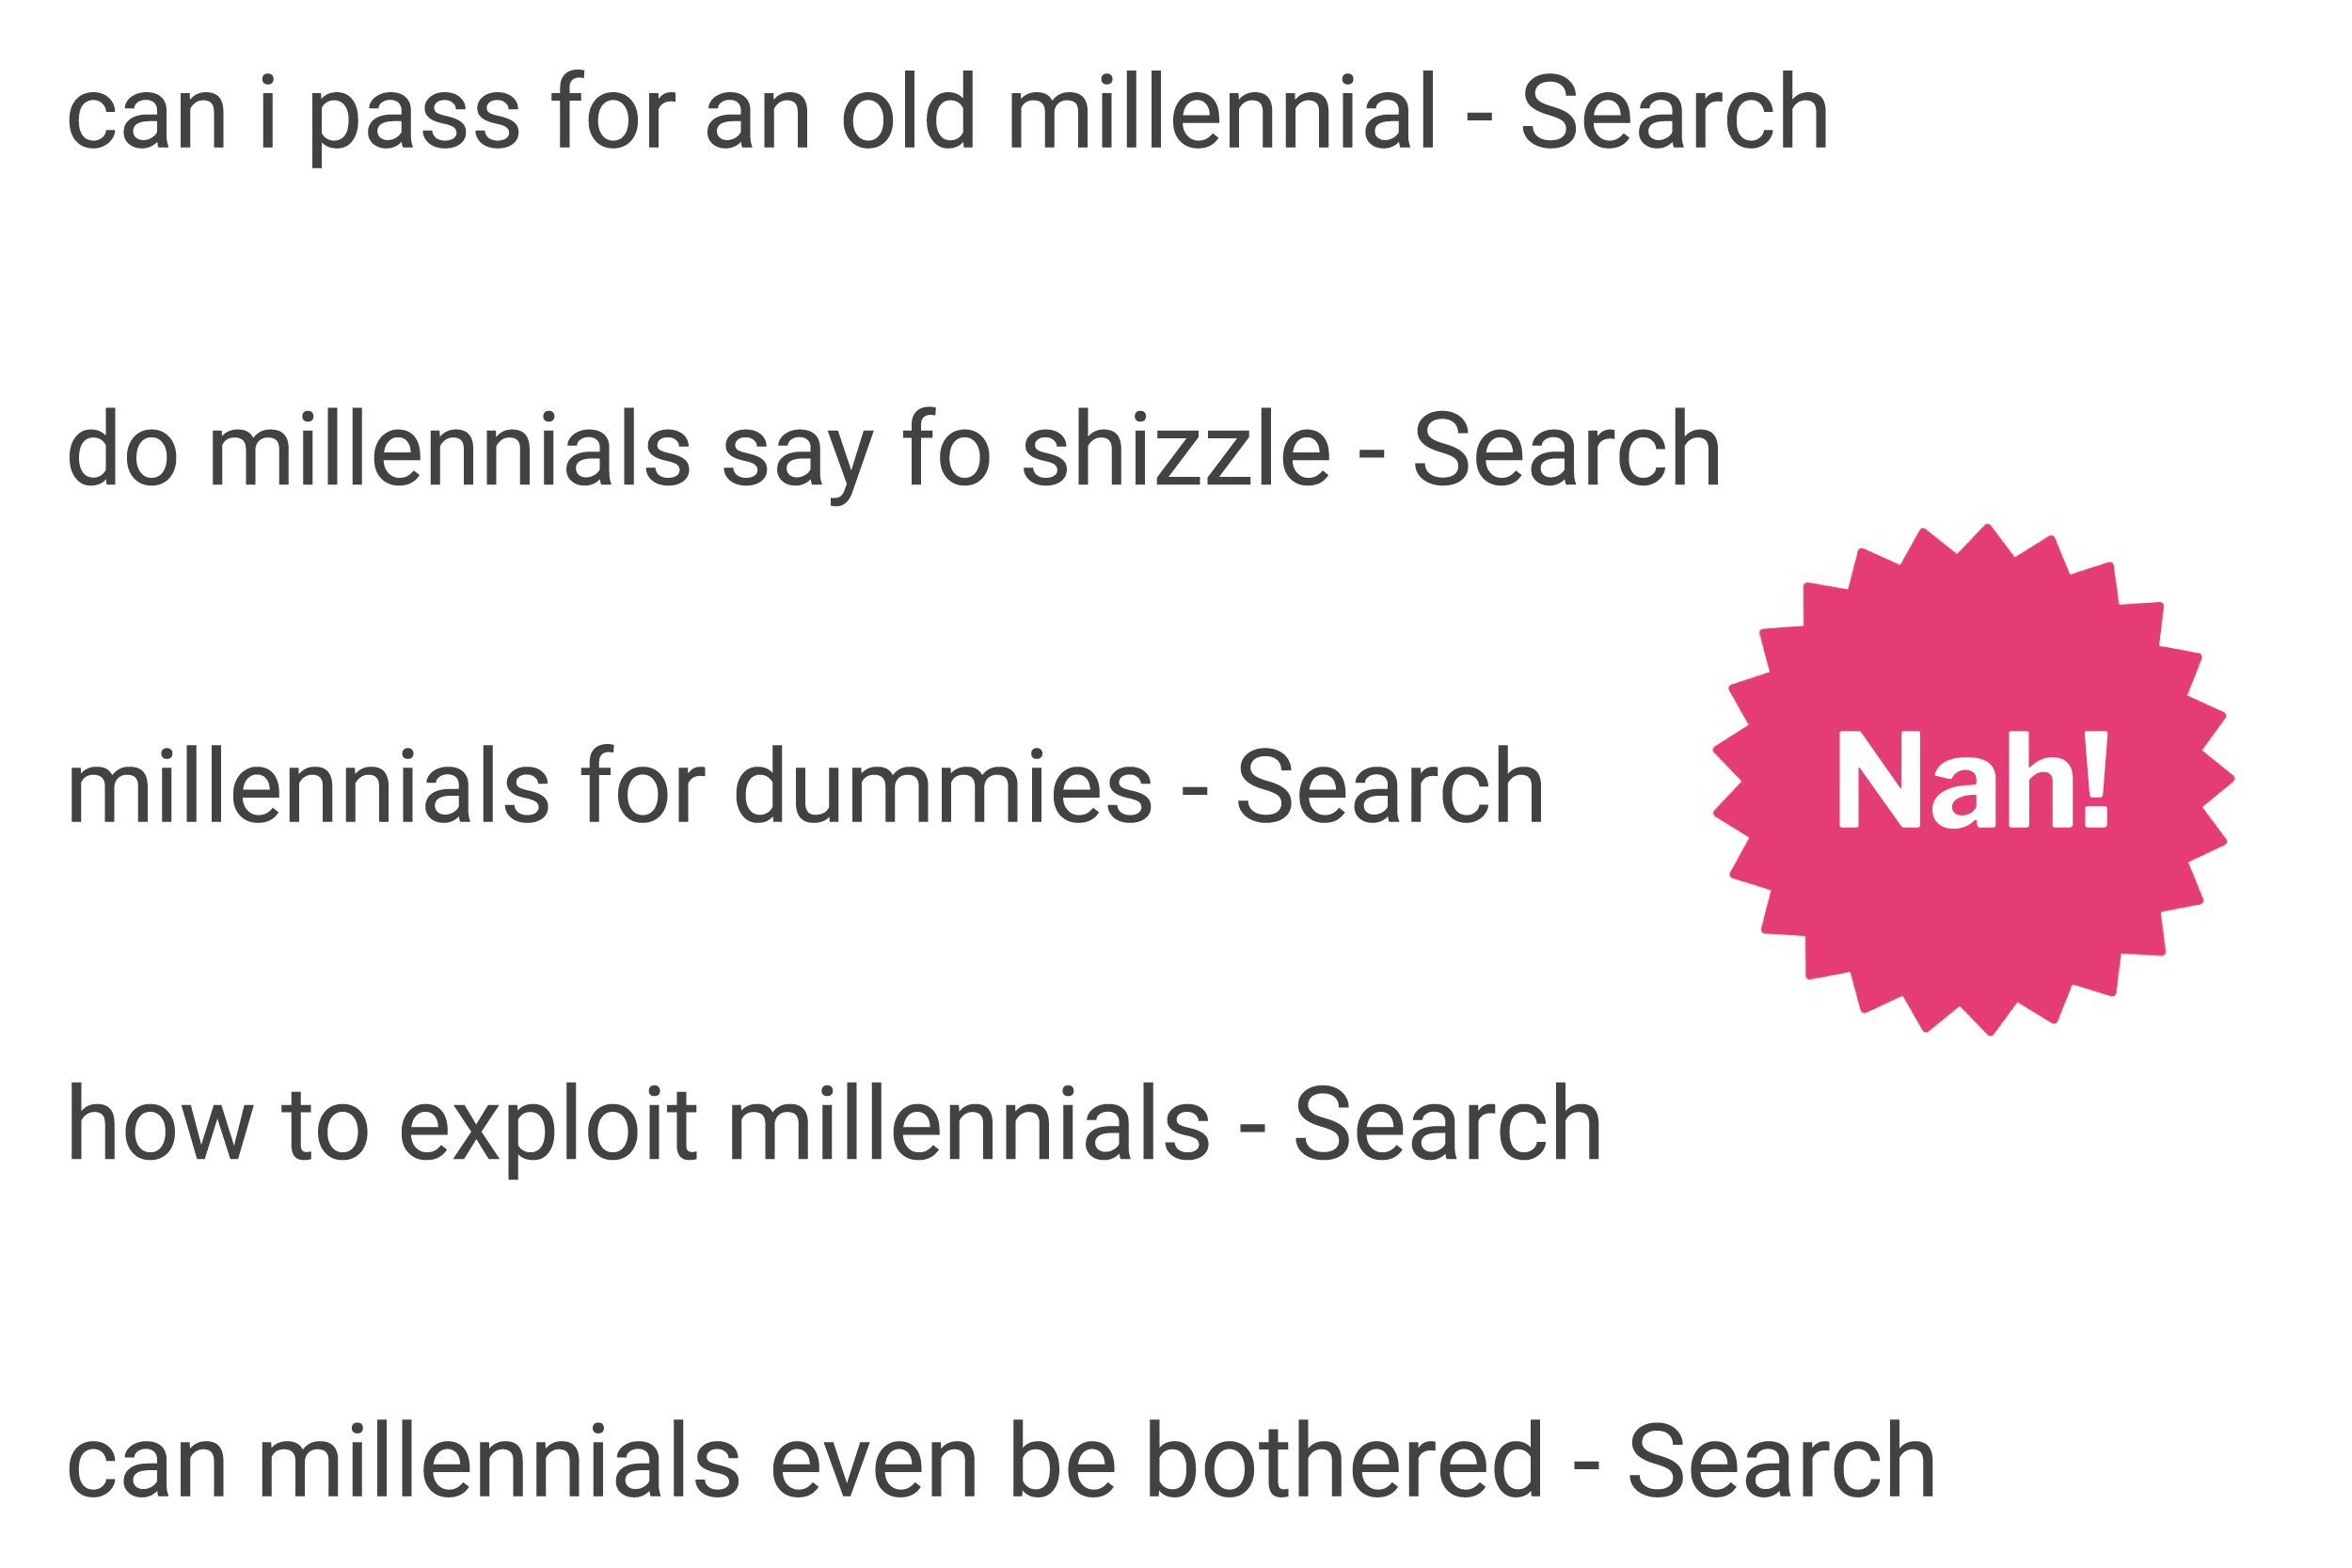 can i pass for an old millennial - Search
do millennials say fo shizzle - Search
millennials for dummies - Search
Nah!
how to exploit millennials - Search
can millennials even be bothered - Search